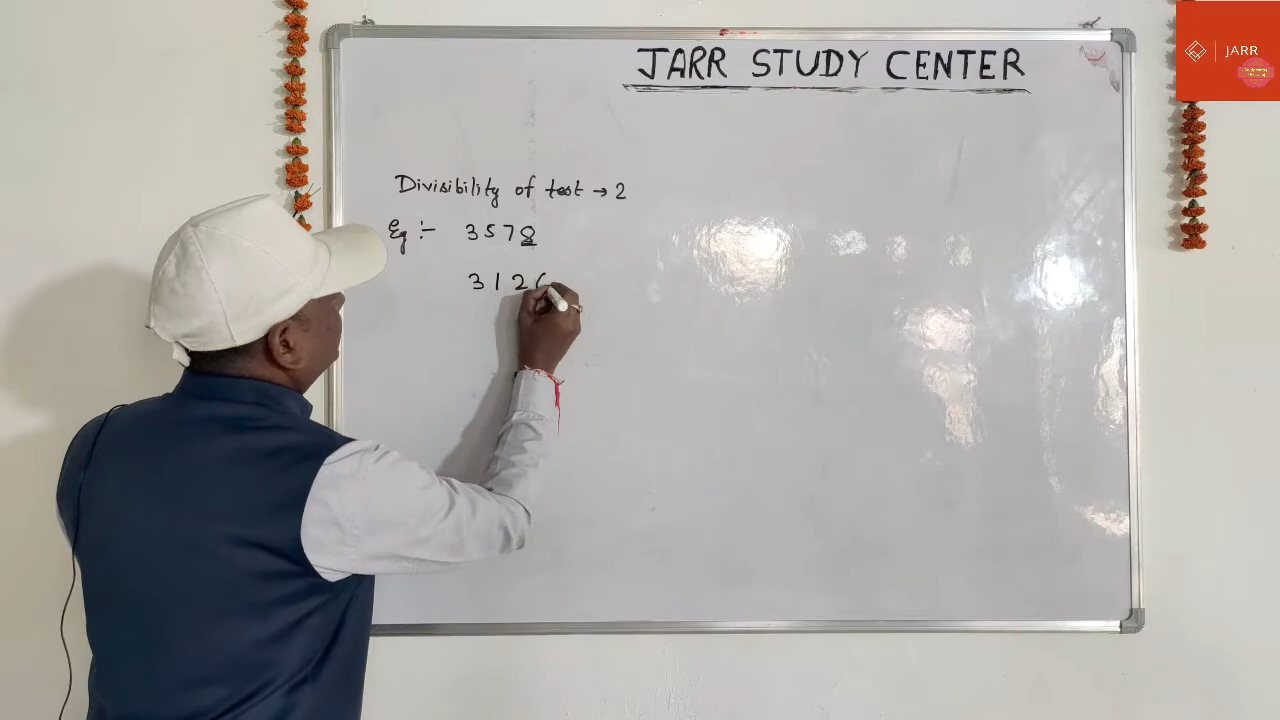 JARR STUDY CENTER
JARR
Divisibility of test → 2
Eg :- 3578
312